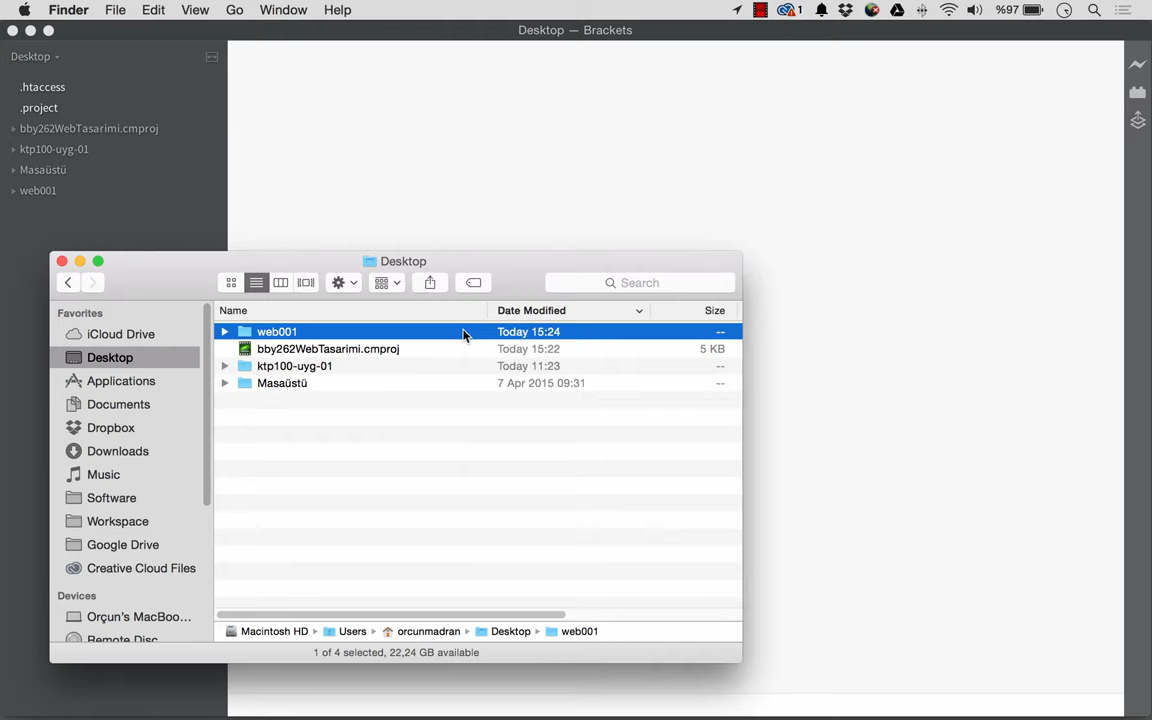 Finder File Edit View Go Window Help 1 %97
Desktop — Brackets
Desktop
.htaccess
.project
bby262WebTasarimi.cmproj
ktp100-uyg-01
Masaüstü
web001
Desktop
Search
Favorites
iCloud Drive
Desktop
Applications
Documents
Dropbox
Downloads
Music
Software
Workspace
Google Drive
Creative Cloud Files
Devices
Orçun's MacBoo...
Remote Disc
Name Date Modified Size
web001 Today 15:24 --
bby262WebTasarimi.cmproj Today 15:22 5 KB
ktp100-uyg-01 Today 11:23 --
Masaüstü 7 Apr 2015 09:31 --
Macintosh HD Users orcunmadran Desktop web001
1 of 4 selected, 22,24 GB available